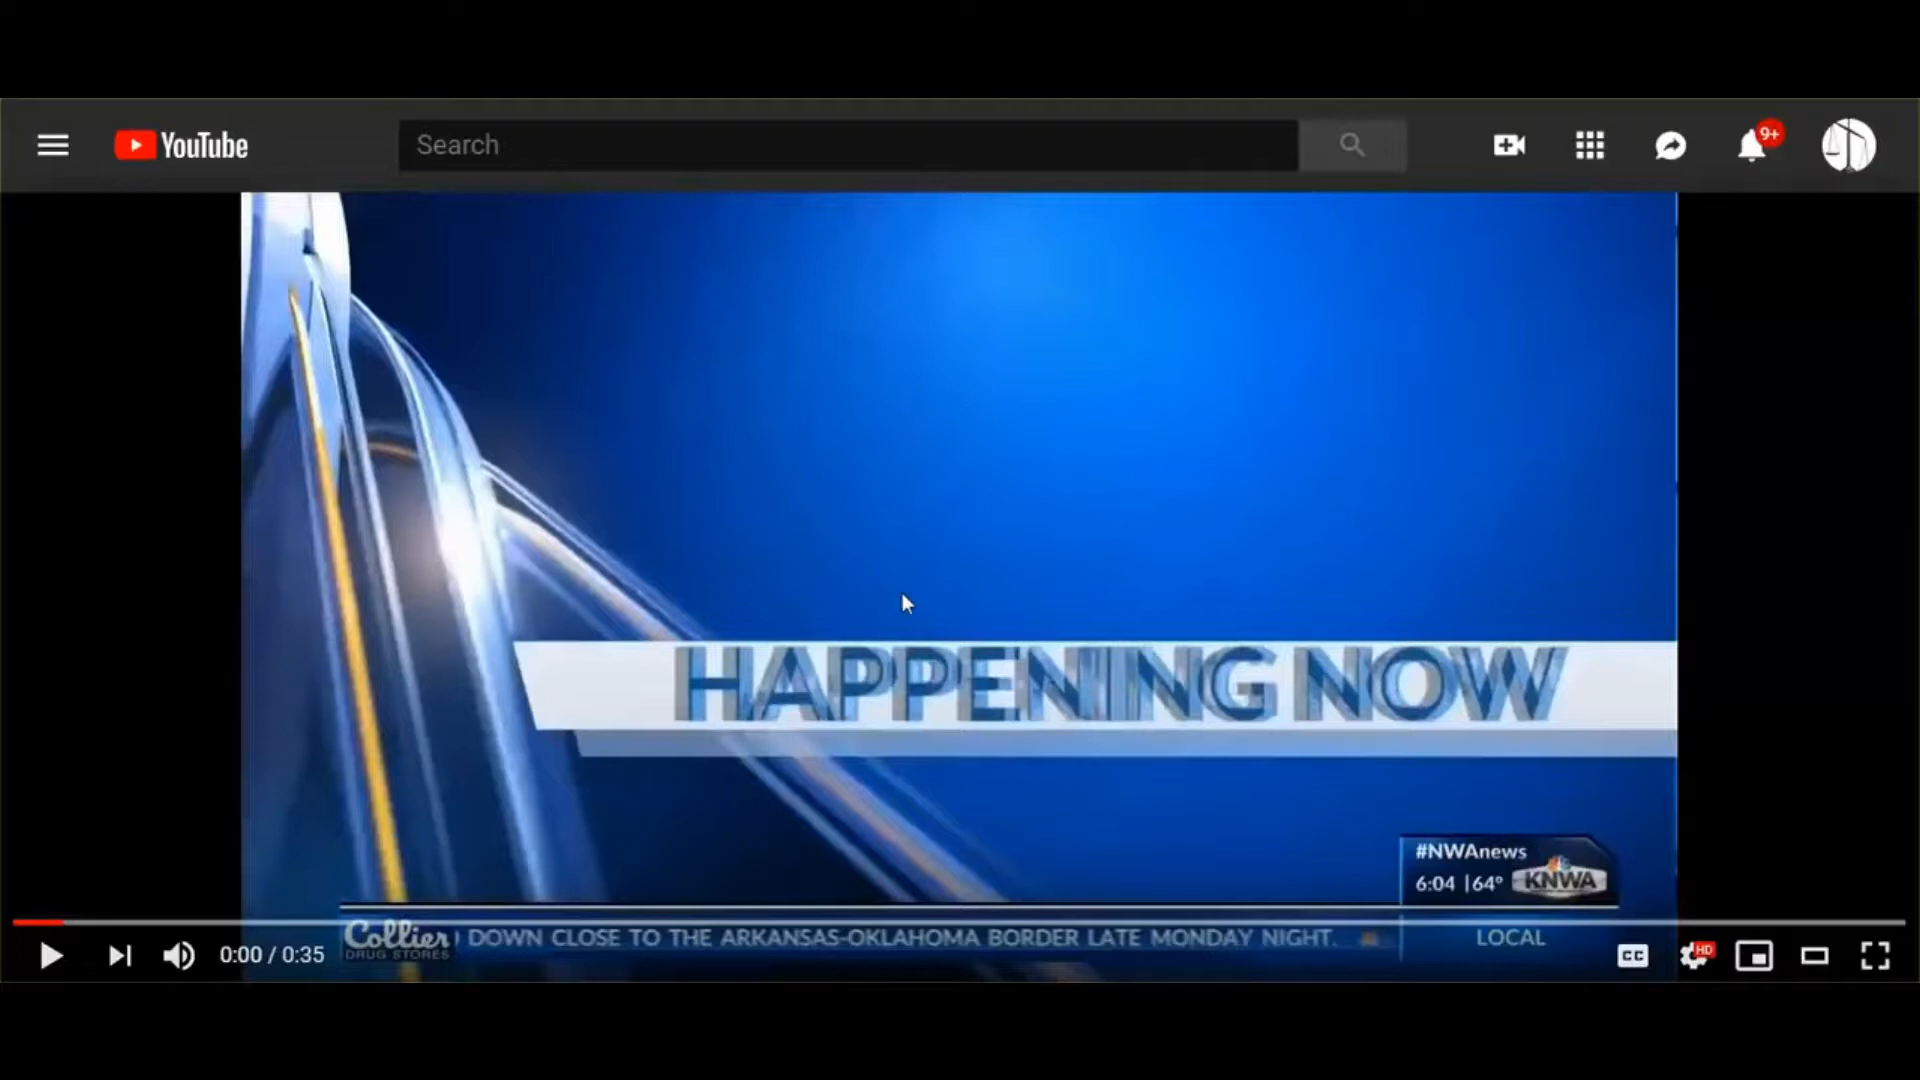 YouTube
Search
9+
HAPPENING NOW
#NWAnews
6:04 | 64°
KNWA
Collier
DRUG STORES
DOWN CLOSE TO THE ARKANSAS-OKLAHOMA BORDER LATE MONDAY NIGHT.
LOCAL
0:00 / 0:35
CC
HD